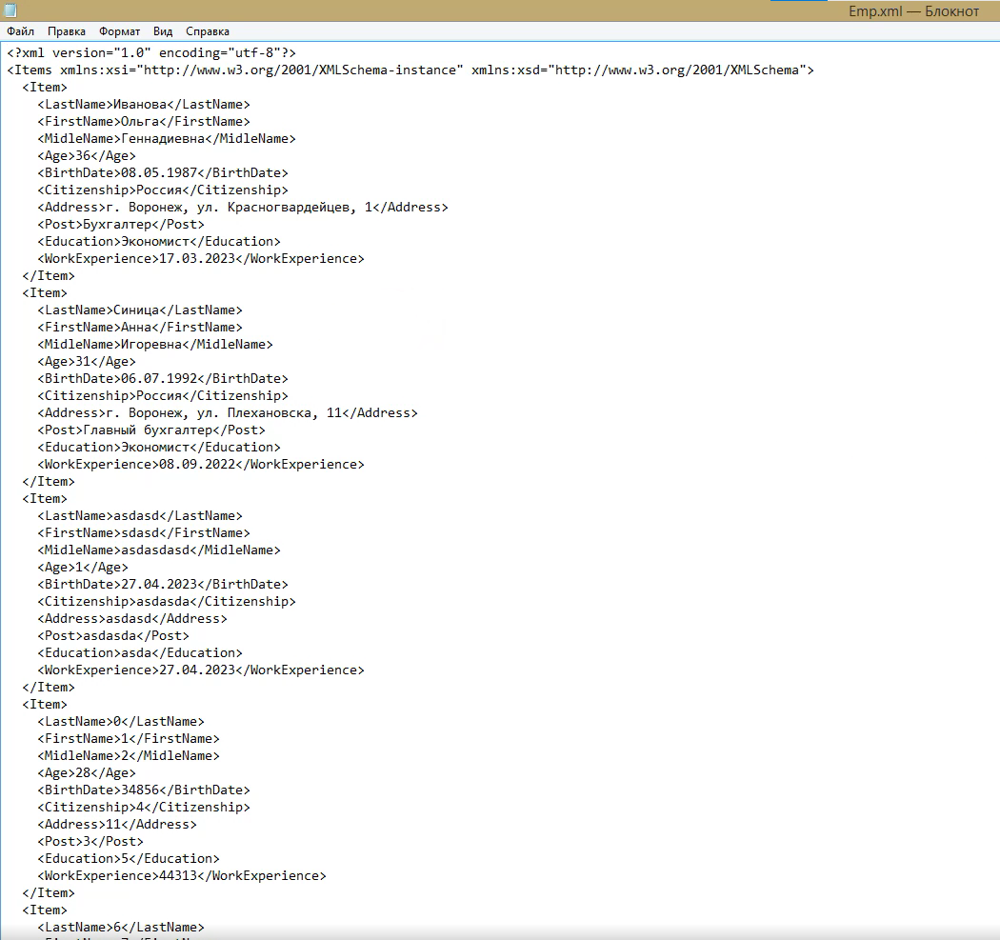 Emp.xml — Блокнот
Файл Правка Формат Вид Справка
<?xml version="1.0" encoding="utf-8"?>
<Items xmlns:xsi="http://www.w3.org/2001/XMLSchema-instance" xmlns:xsd="http://www.w3.org/2001/XMLSchema">
  <Item>
    <LastName>Иванова</LastName>
    <FirstName>Ольга</FirstName>
    <MidleName>Геннадиевна</MidleName>
    <Age>36</Age>
    <BirthDate>08.05.1987</BirthDate>
    <Citizenship>Россия</Citizenship>
    <Address>г. Воронеж, ул. Красногвардейцев, 1</Address>
    <Post>Бухгалтер</Post>
    <Education>Экономист</Education>
    <WorkExperience>17.03.2023</WorkExperience>
  </Item>
  <Item>
    <LastName>Синица</LastName>
    <FirstName>Анна</FirstName>
    <MidleName>Игоревна</MidleName>
    <Age>31</Age>
    <BirthDate>06.07.1992</BirthDate>
    <Citizenship>Россия</Citizenship>
    <Address>г. Воронеж, ул. Плехановска, 11</Address>
    <Post>Главный бухгалтер</Post>
    <Education>Экономист</Education>
    <WorkExperience>08.09.2022</WorkExperience>
  </Item>
  <Item>
    <LastName>asdasd</LastName>
    <FirstName>sdasd</FirstName>
    <MidleName>asdasdasd</MidleName>
    <Age>1</Age>
    <BirthDate>27.04.2023</BirthDate>
    <Citizenship>asdasda</Citizenship>
    <Address>asdasd</Address>
    <Post>asdasda</Post>
    <Education>asda</Education>
    <WorkExperience>27.04.2023</WorkExperience>
  </Item>
  <Item>
    <LastName>0</LastName>
    <FirstName>1</FirstName>
    <MidleName>2</MidleName>
    <Age>28</Age>
    <BirthDate>34856</BirthDate>
    <Citizenship>4</Citizenship>
    <Address>11</Address>
    <Post>3</Post>
    <Education>5</Education>
    <WorkExperience>44313</WorkExperience>
  </Item>
  <Item>
    <LastName>6</LastName>